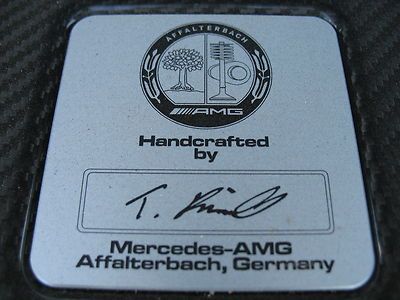 AFFALTERBACH
AMG
Handcrafted
by
Mercedes-AMG
Affalterbach, Germany